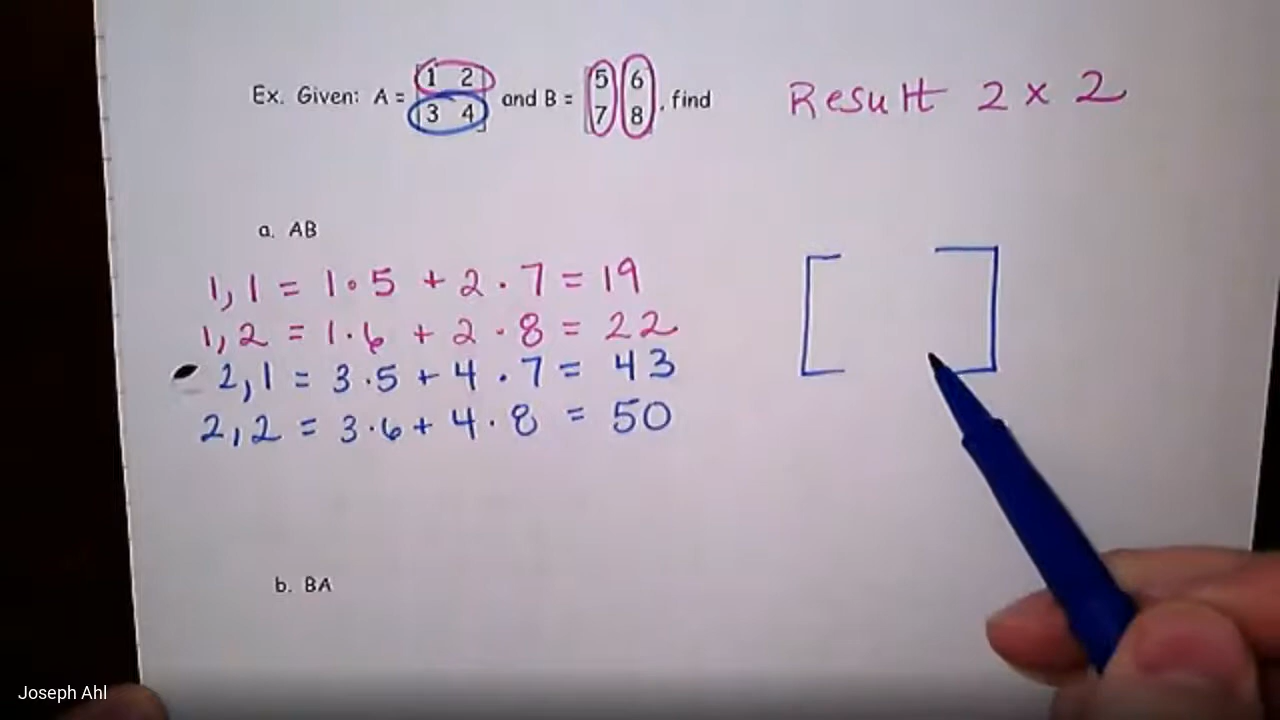 Ex. Given: A = [1 2 and B = [5 6], find
[3 4] [7 8]
Result 2 x 2
a. AB
1,1 = 1·5 + 2·7 = 19
1,2 = 1·6 + 2·8 = 22
2,1 = 3·5 + 4·7 = 43
2,2 = 3·6 + 4·8 = 50
[ ]
b. BA
Joseph Ahl